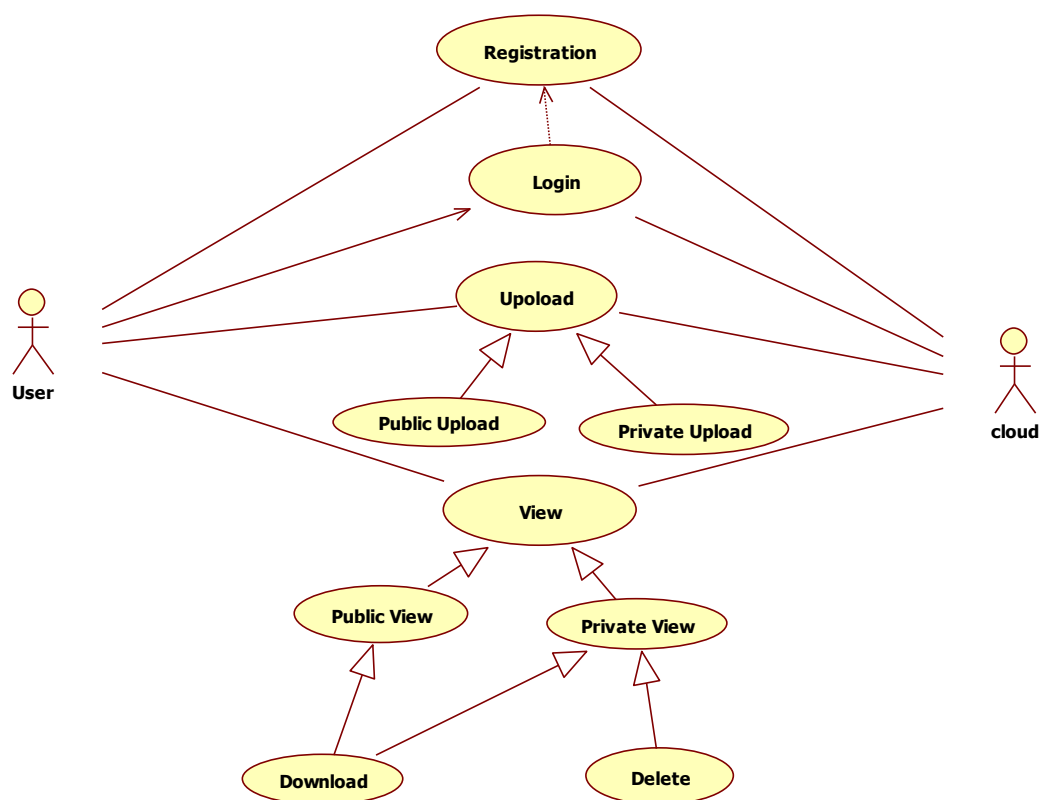 Registration
Login
Upoload
User
Public Upload
Private Upload
cloud
View
Public View
Private View
Download
Delete